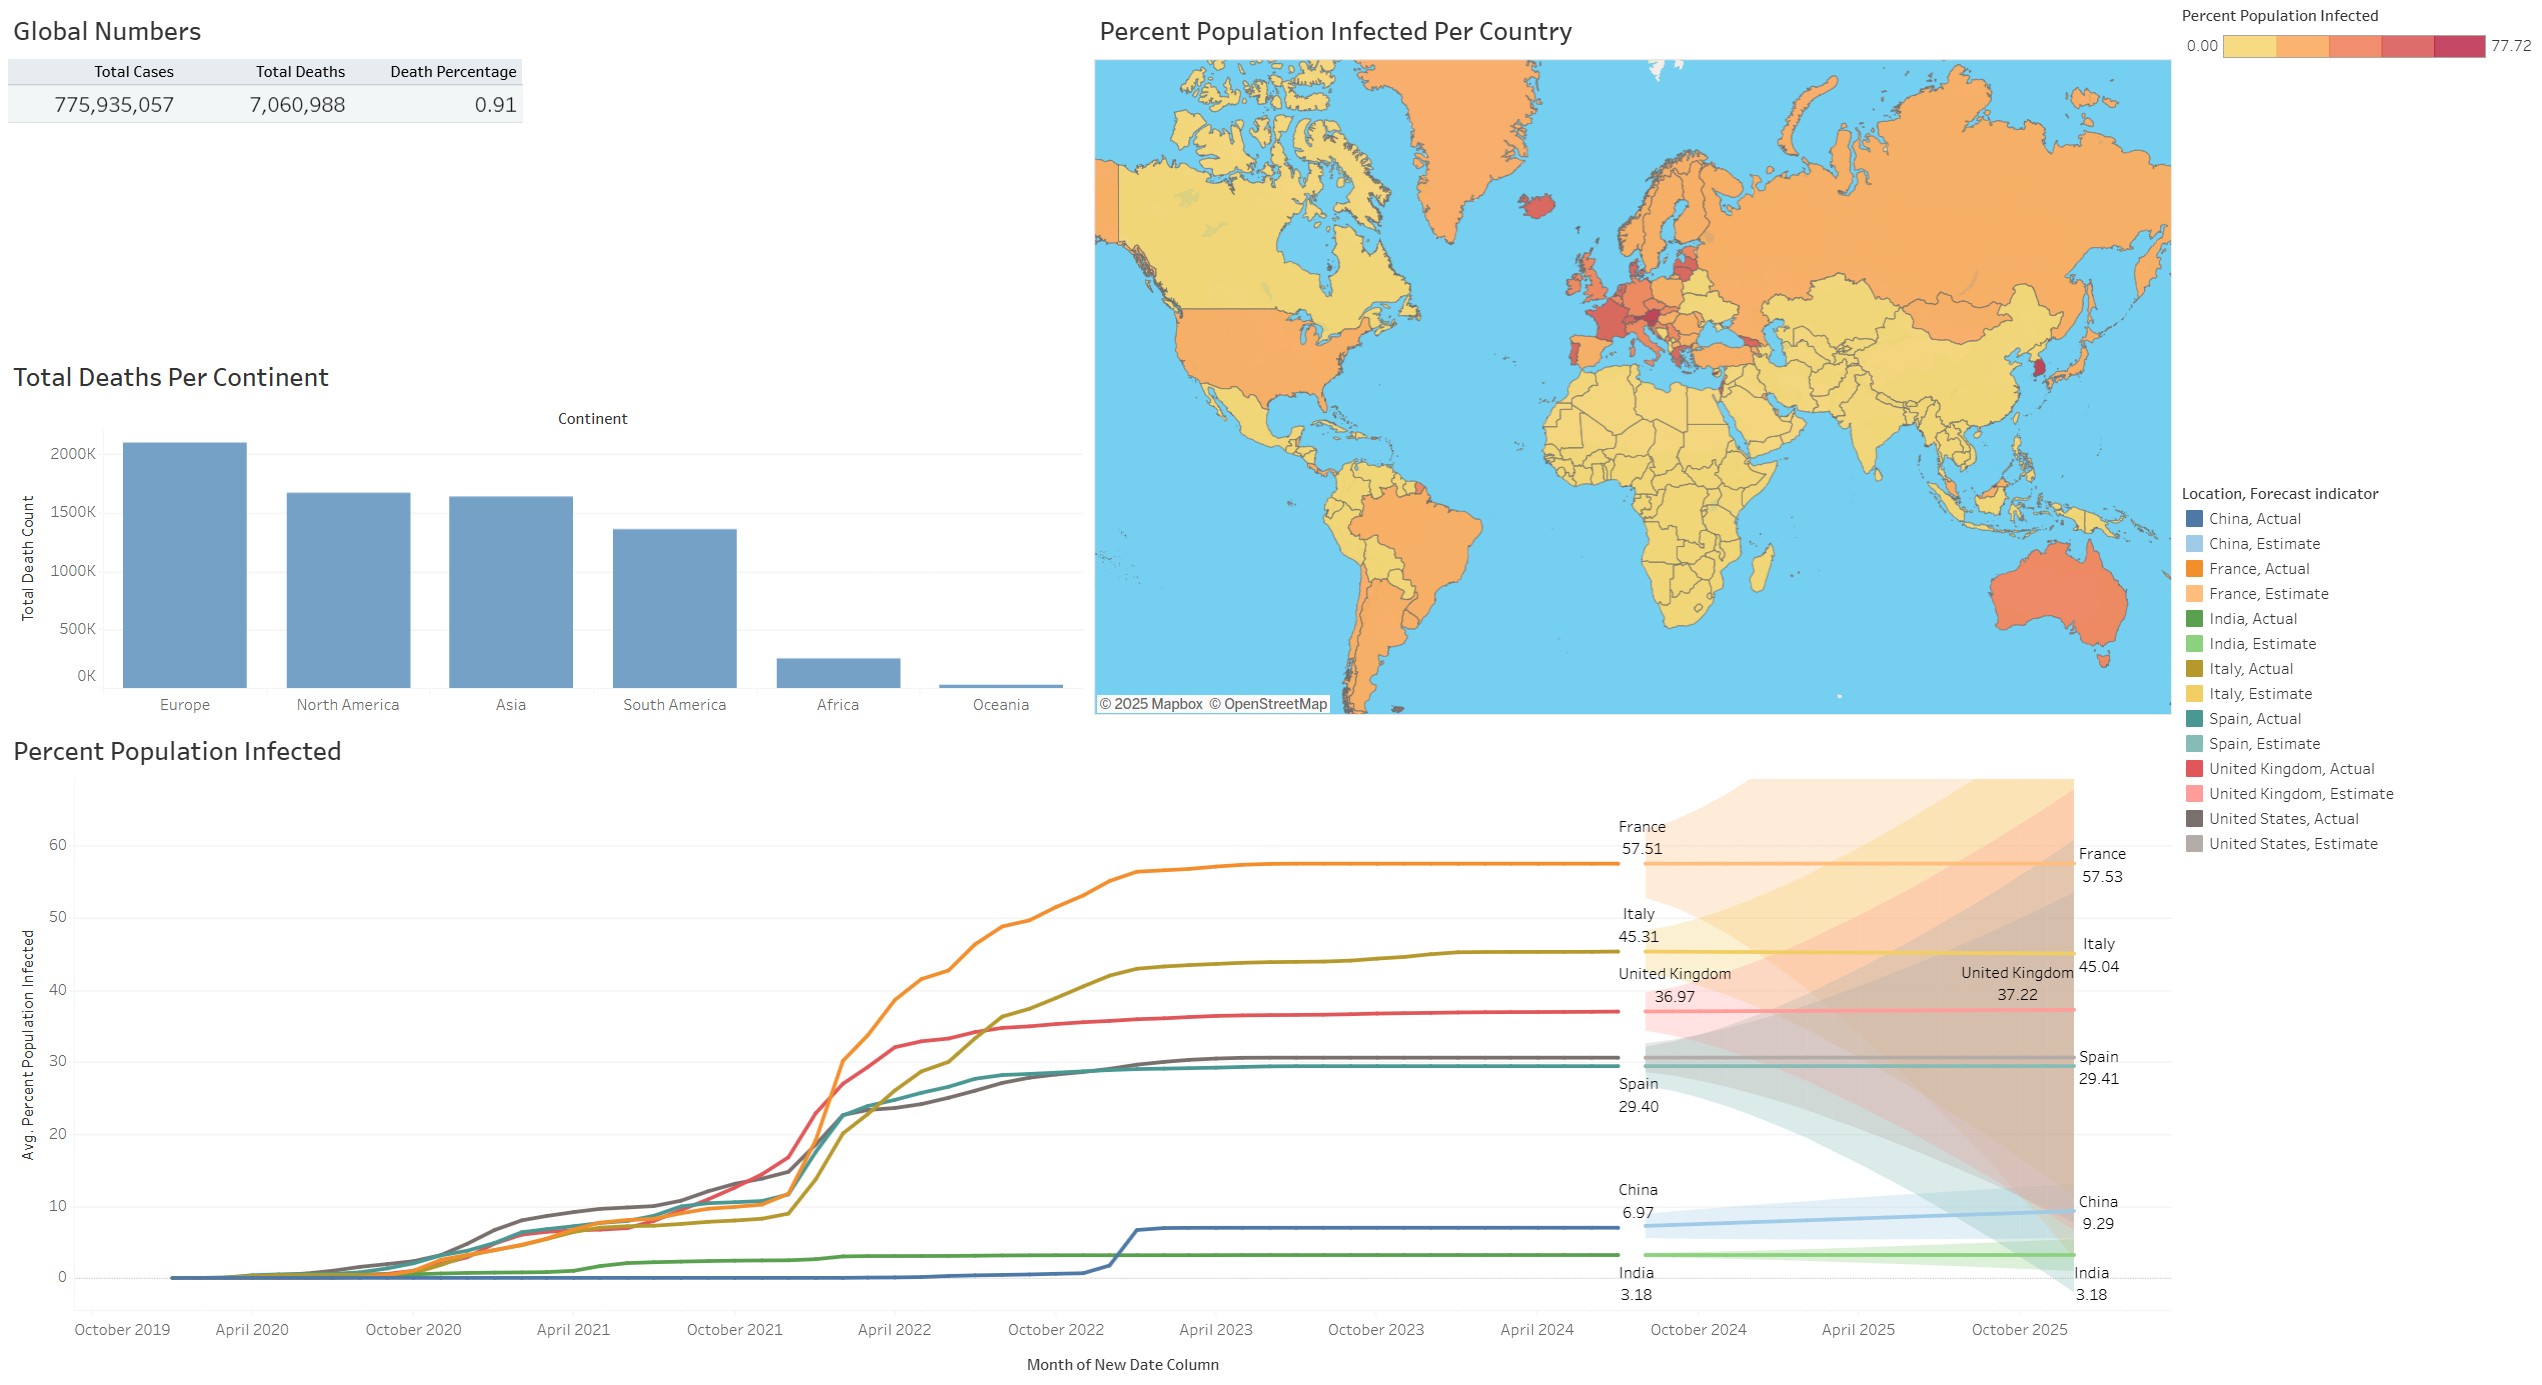 Global Numbers
Total Cases Total Deaths Death Percentage
775,935,057 7,060,988 0.91
Total Deaths Per Continent
Continent
Total Death Count
2000K
1500K
1000K
500K
0K
Europe North America Asia South America Africa Oceania
Percent Population Infected Per Country
© 2025 Mapbox © OpenStreetMap
Percent Population Infected
0.00 77.72
Location, Forecast indicator
China, Actual
China, Estimate
France, Actual
France, Estimate
India, Actual
India, Estimate
Italy, Actual
Italy, Estimate
Spain, Actual
Spain, Estimate
United Kingdom, Actual
United Kingdom, Estimate
United States, Actual
United States, Estimate
Percent Population Infected
Avg. Percent Population Infected
60
50
40
30
20
10
0
France
57.51
Italy
45.31
United Kingdom
36.97
Spain
29.40
China
6.97
India
3.18
France
57.53
Italy
45.04
United Kingdom
37.22
Spain
29.41
China
9.29
India
3.18
October 2019 April 2020 October 2020 April 2021 October 2021 April 2022 October 2022 April 2023 October 2023 April 2024 October 2024 April 2025 October 2025
Month of New Date Column